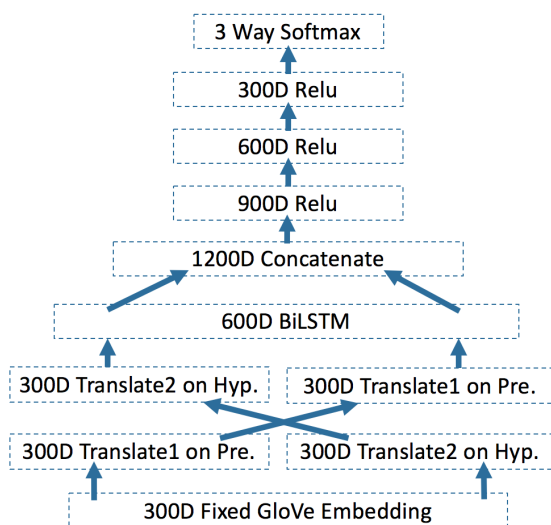 3 Way Softmax
300D Relu
600D Relu
900D Relu
1200D Concatenate
600D BiLSTM
300D Translate2 on Hyp.
300D Translate1 on Pre.
300D Translate1 on Pre.
300D Translate2 on Hyp.
300D Fixed GloVe Embedding